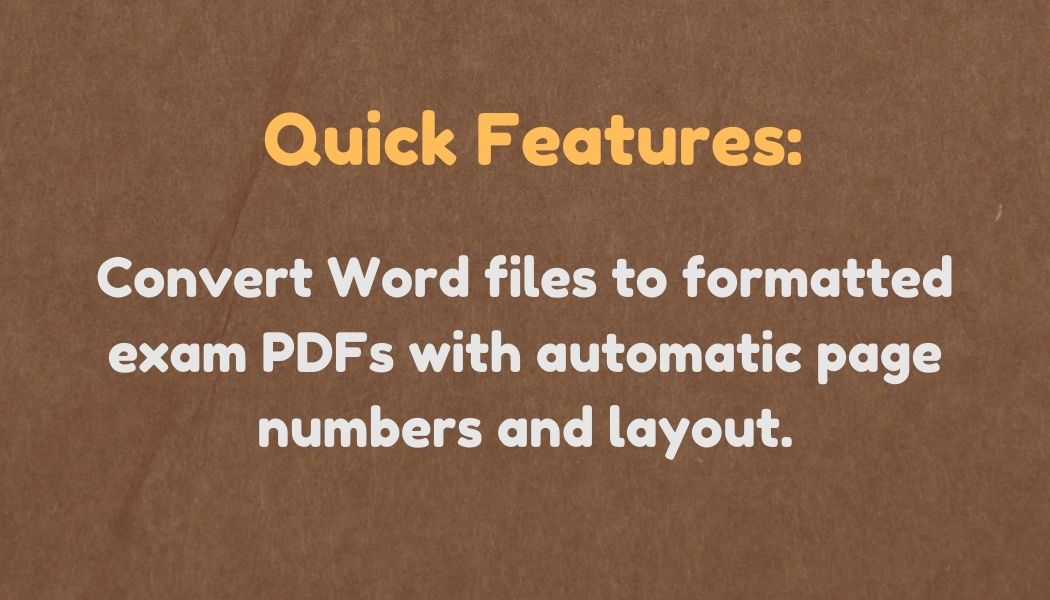 Quick Features:
Convert Word files to formatted
exam PDFs with automatic page
numbers and layout.